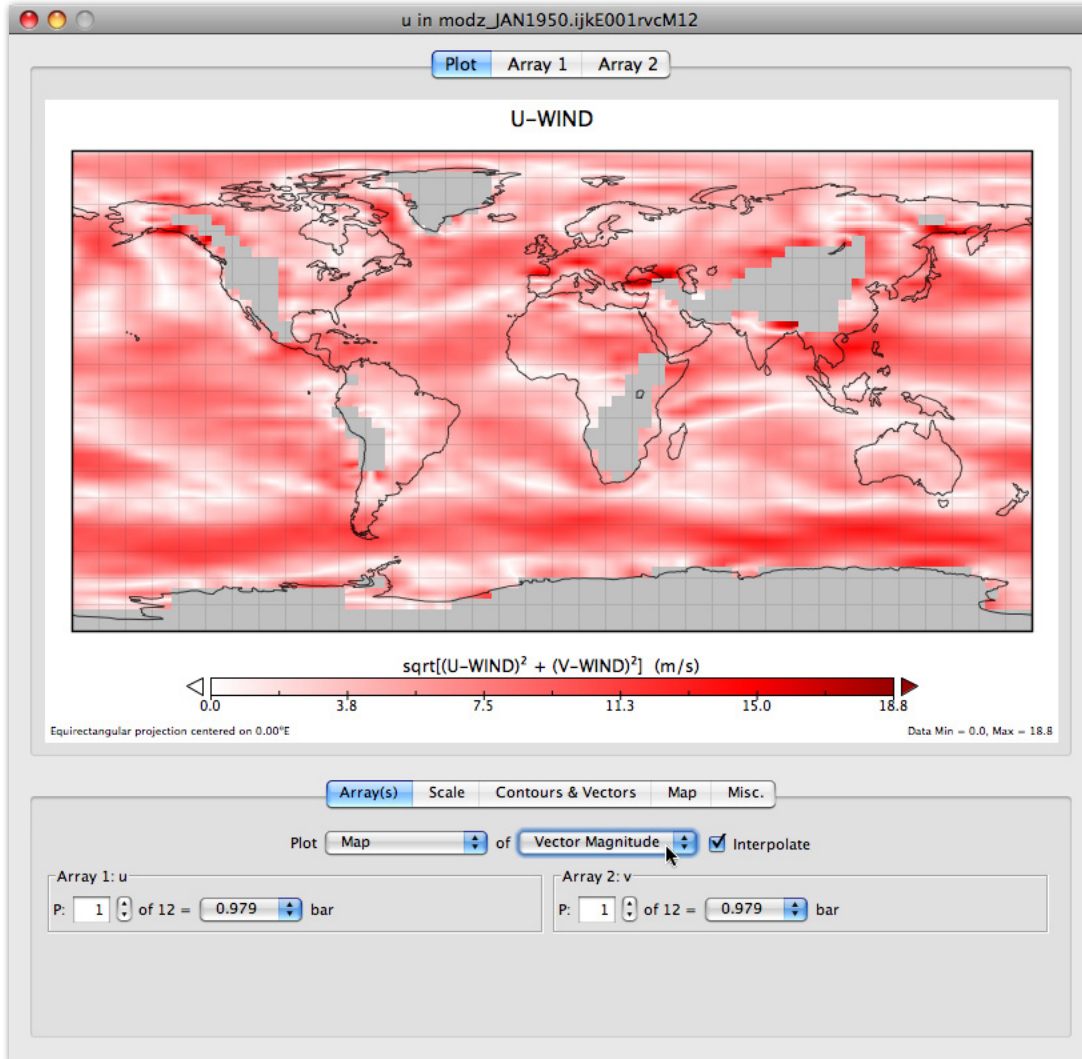 u in modz_JAN1950.ijkE001rvcM12
Plot Array 1 Array 2
U-WIND
sqrt[(U-WIND)² + (V-WIND)²] (m/s)
0.0 3.8 7.5 11.3 15.0 18.8
Equirectangular projection centered on 0.00°E Data Min = 0.0, Max = 18.8
Array(s) Scale Contours & Vectors Map Misc.
Plot Map of Vector Magnitude Interpolate
Array 1: u Array 2: v
P: 1 of 12 = 0.979 bar P: 1 of 12 = 0.979 bar